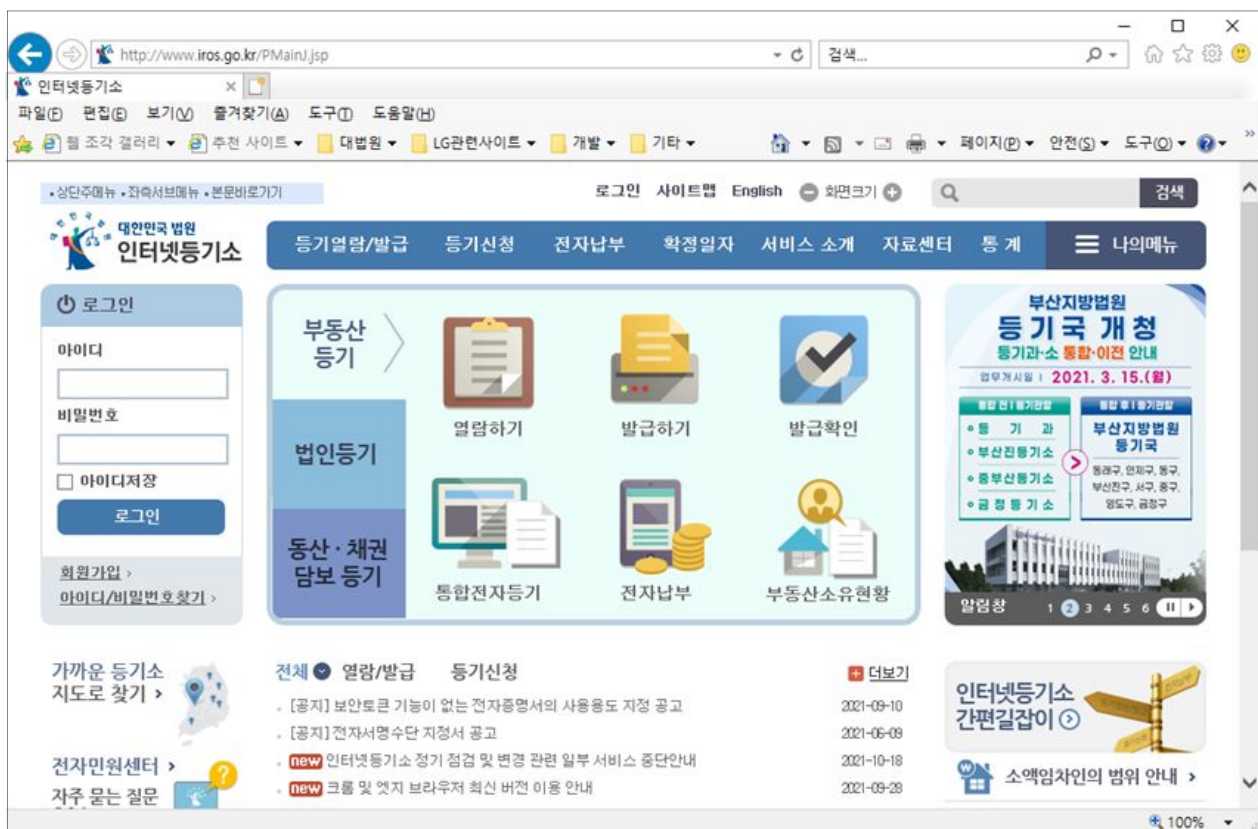 http://www.iros.go.kr/PMainJ.jsp
검색...
인터넷등기소
파일(F) 편집(E) 보기(V) 즐겨찾기(A) 도구(T) 도움말(H)
웹 조각 갤러리 추천 사이트 대법원 LG관련사이트 개발 기타 페이지(P) 안전(S) 도구(O)
상단주메뉴 좌측서브메뉴 본문바로가기
로그인 사이트맵 English 화면크기 검색
대한민국 법원
인터넷등기소
등기열람/발급 등기신청 전자납부 확정일자 서비스 소개 자료센터 통계 나의메뉴
로그인
아이디
비밀번호
아이디저장
로그인
회원가입 >
아이디/비밀번호찾기 >
부동산
등기
법인등기
동산·채권
담보 등기
열람하기 발급하기 발급확인
통합전자등기 전자납부 부동산소유현황
부산지방법원
등기국 개청
등기과·소 통합·이전 안내
업무개시일 2021. 3. 15.(월)
통합 전 등기관할
등 기 과
부산진등기소
중부산등기소
금정등기소
통합 후 등기관할
부산지방법원
등기국
동래구, 연제구, 동구,
부산진구, 서구, 중구,
영도구, 금정구
알림창 1 2 3 4 5 6
가까운 등기소
지도로 찾기 >
전자민원센터 >
자주 묻는 질문
전체 열람/발급 등기신청 더보기
[공지] 보안토큰 기능이 없는 전자증명서의 사용용도 지정 공고 2021-09-10
[공지] 전자서명수단 지정서 공고 2021-06-09
new 인터넷등기소 정기 점검 및 변경 관련 일부 서비스 중단안내 2021-10-18
new 크롬 및 엣지 브라우저 최신 버전 이용 안내 2021-09-28
인터넷등기소
간편길잡이
소액임차인의 범위 안내 >
100%